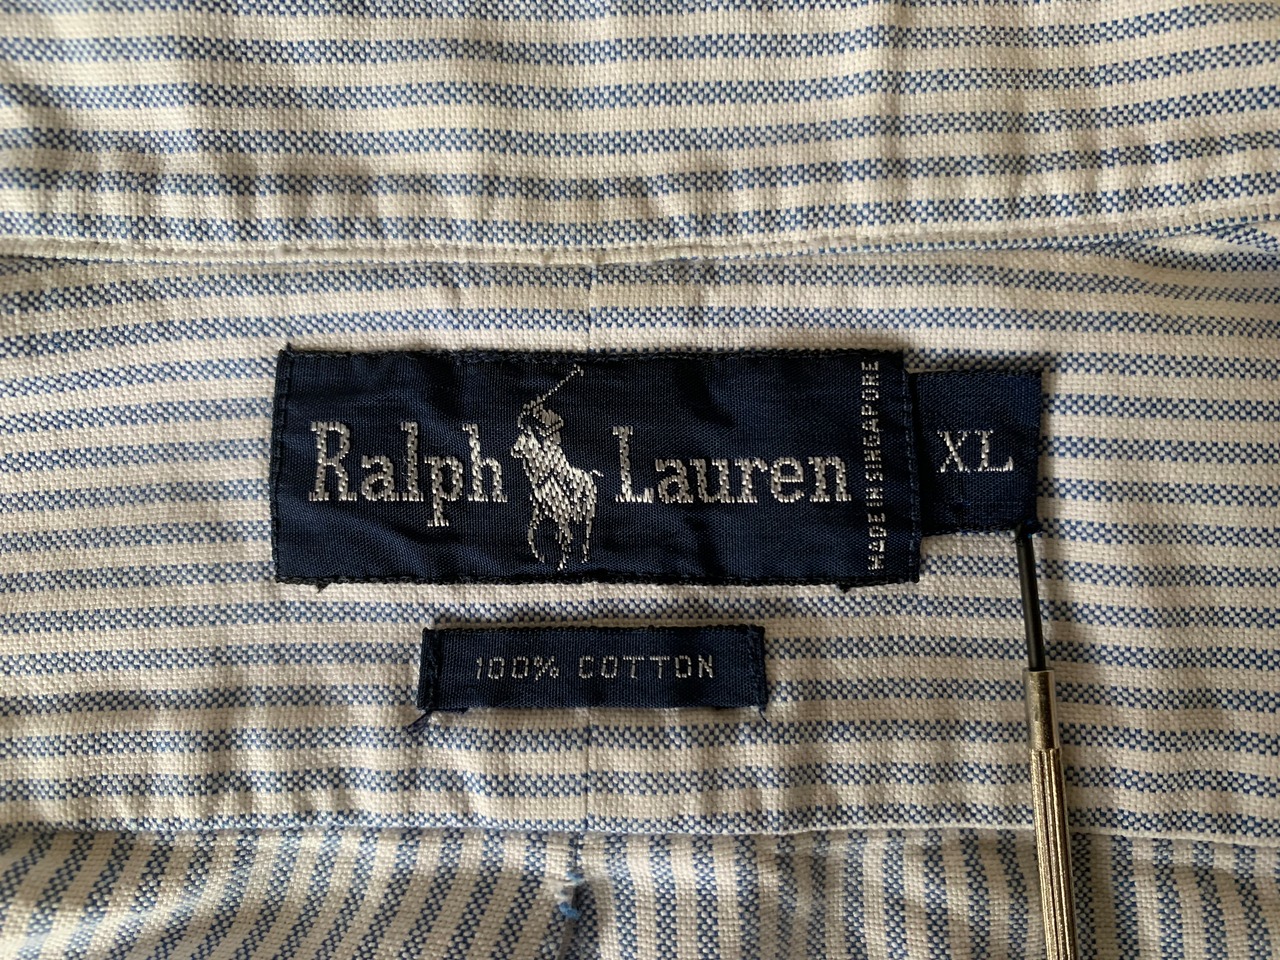 Ralph Lauren
MADE IN SINGAPORE
XL
100% COTTON